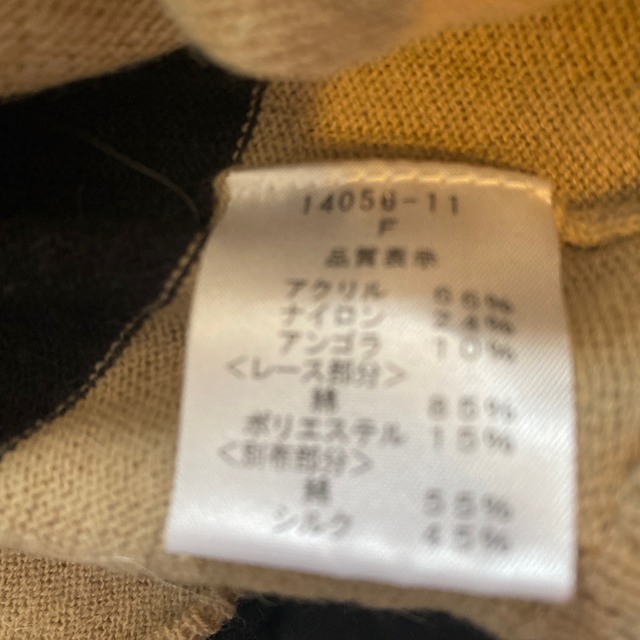 14056-11
F
品質表示
アクリル 66%
ナイロン 24%
アンゴラ 10%
<レース部分>
綿 85%
ポリエステル 15%
<別布部分>
綿 55%
シルク 45%